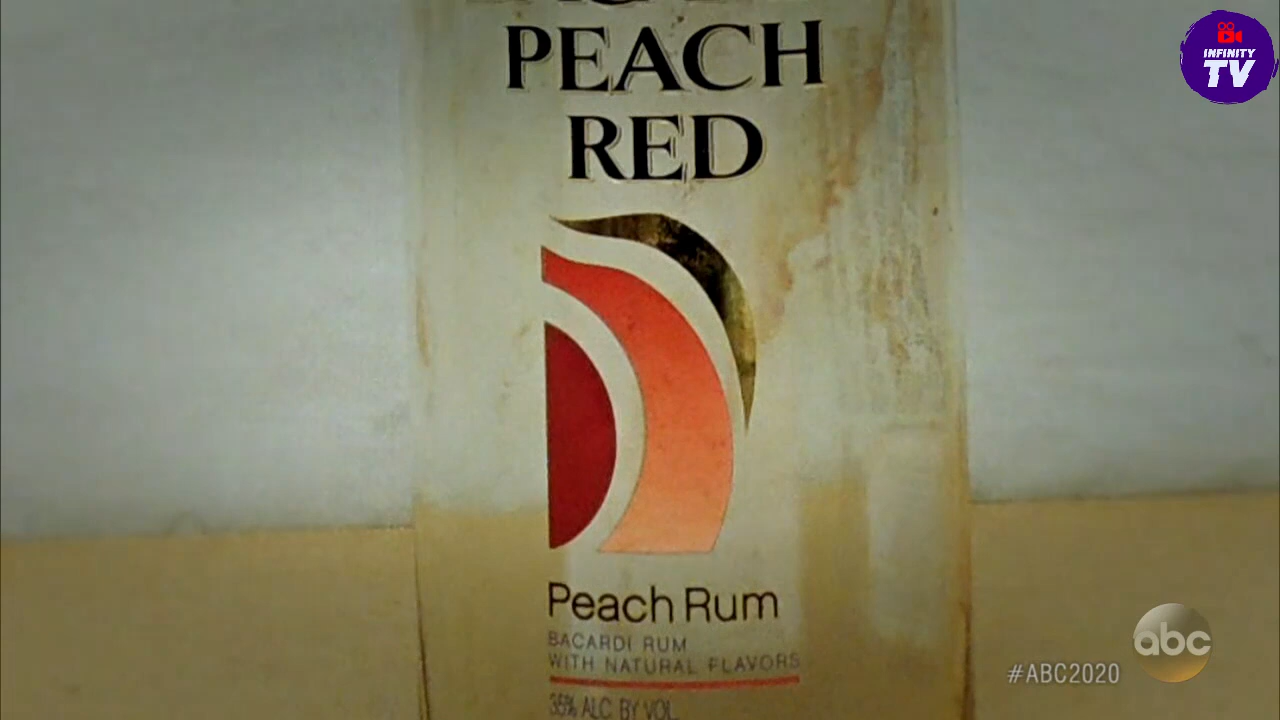 PEACH
RED
Peach Rum
BACARDI RUM
WITH NATURAL FLAVORS
35% ALC BY VOL.
INFINITY
TV
abc
#ABC2020